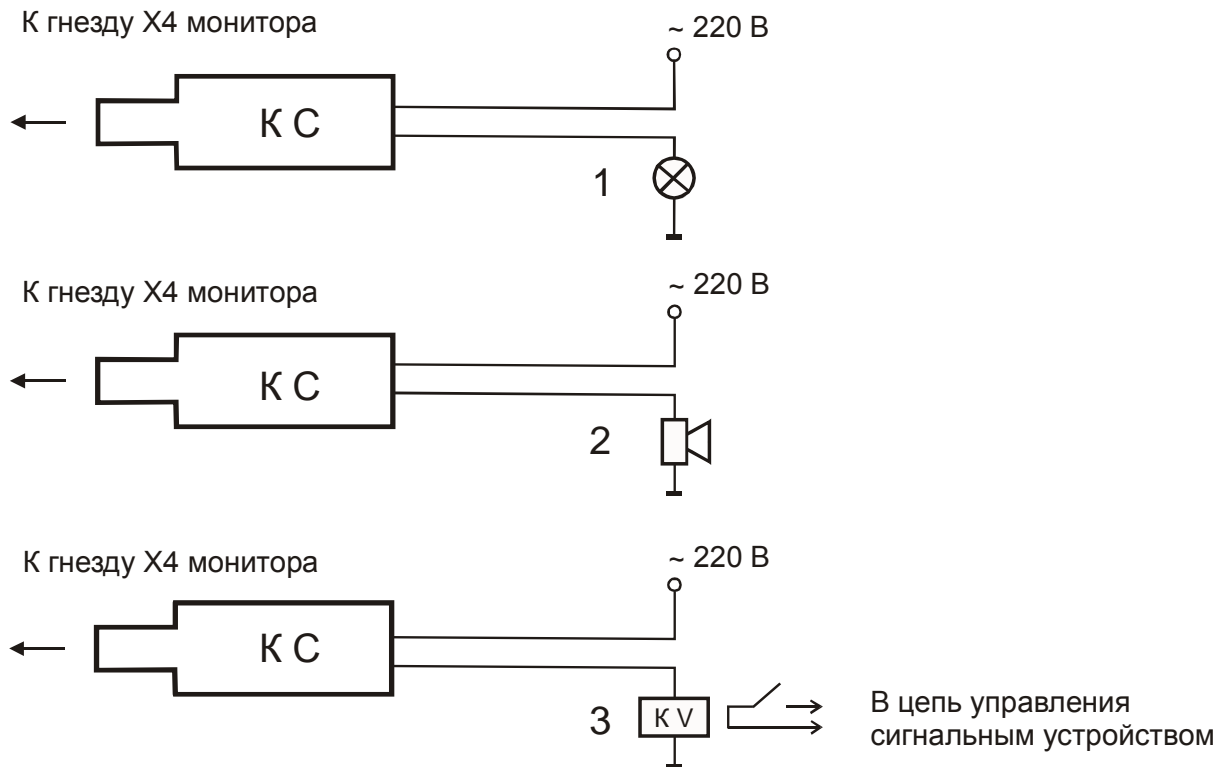 К гнезду X4 монитора
~ 220 В
К С
1
К гнезду X4 монитора
~ 220 В
К С
2
К гнезду X4 монитора
~ 220 В
К С
3
К V
В цепь управления
сигнальным устройством